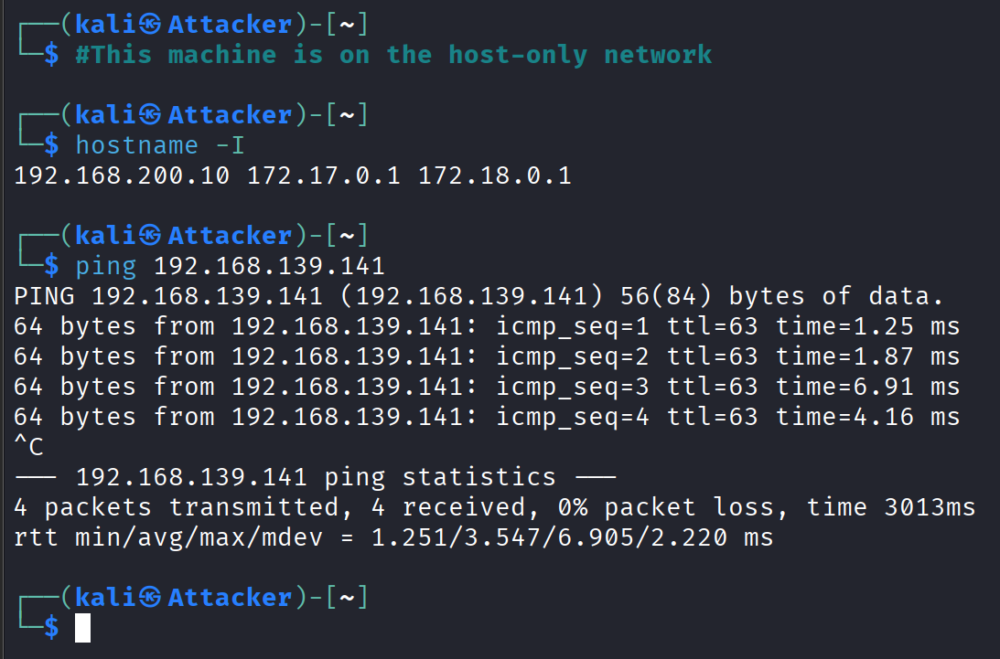 ┌──(kali㉿Attacker)-[~]
└─$ #This machine is on the host-only network
┌──(kali㉿Attacker)-[~]
└─$ hostname -I
192.168.200.10 172.17.0.1 172.18.0.1
┌──(kali㉿Attacker)-[~]
└─$ ping 192.168.139.141
PING 192.168.139.141 (192.168.139.141) 56(84) bytes of data.
64 bytes from 192.168.139.141: icmp_seq=1 ttl=63 time=1.25 ms
64 bytes from 192.168.139.141: icmp_seq=2 ttl=63 time=1.87 ms
64 bytes from 192.168.139.141: icmp_seq=3 ttl=63 time=6.91 ms
64 bytes from 192.168.139.141: icmp_seq=4 ttl=63 time=4.16 ms
^C
--- 192.168.139.141 ping statistics ---
4 packets transmitted, 4 received, 0% packet loss, time 3013ms
rtt min/avg/max/mdev = 1.251/3.547/6.905/2.220 ms
┌──(kali㉿Attacker)-[~]
└─$